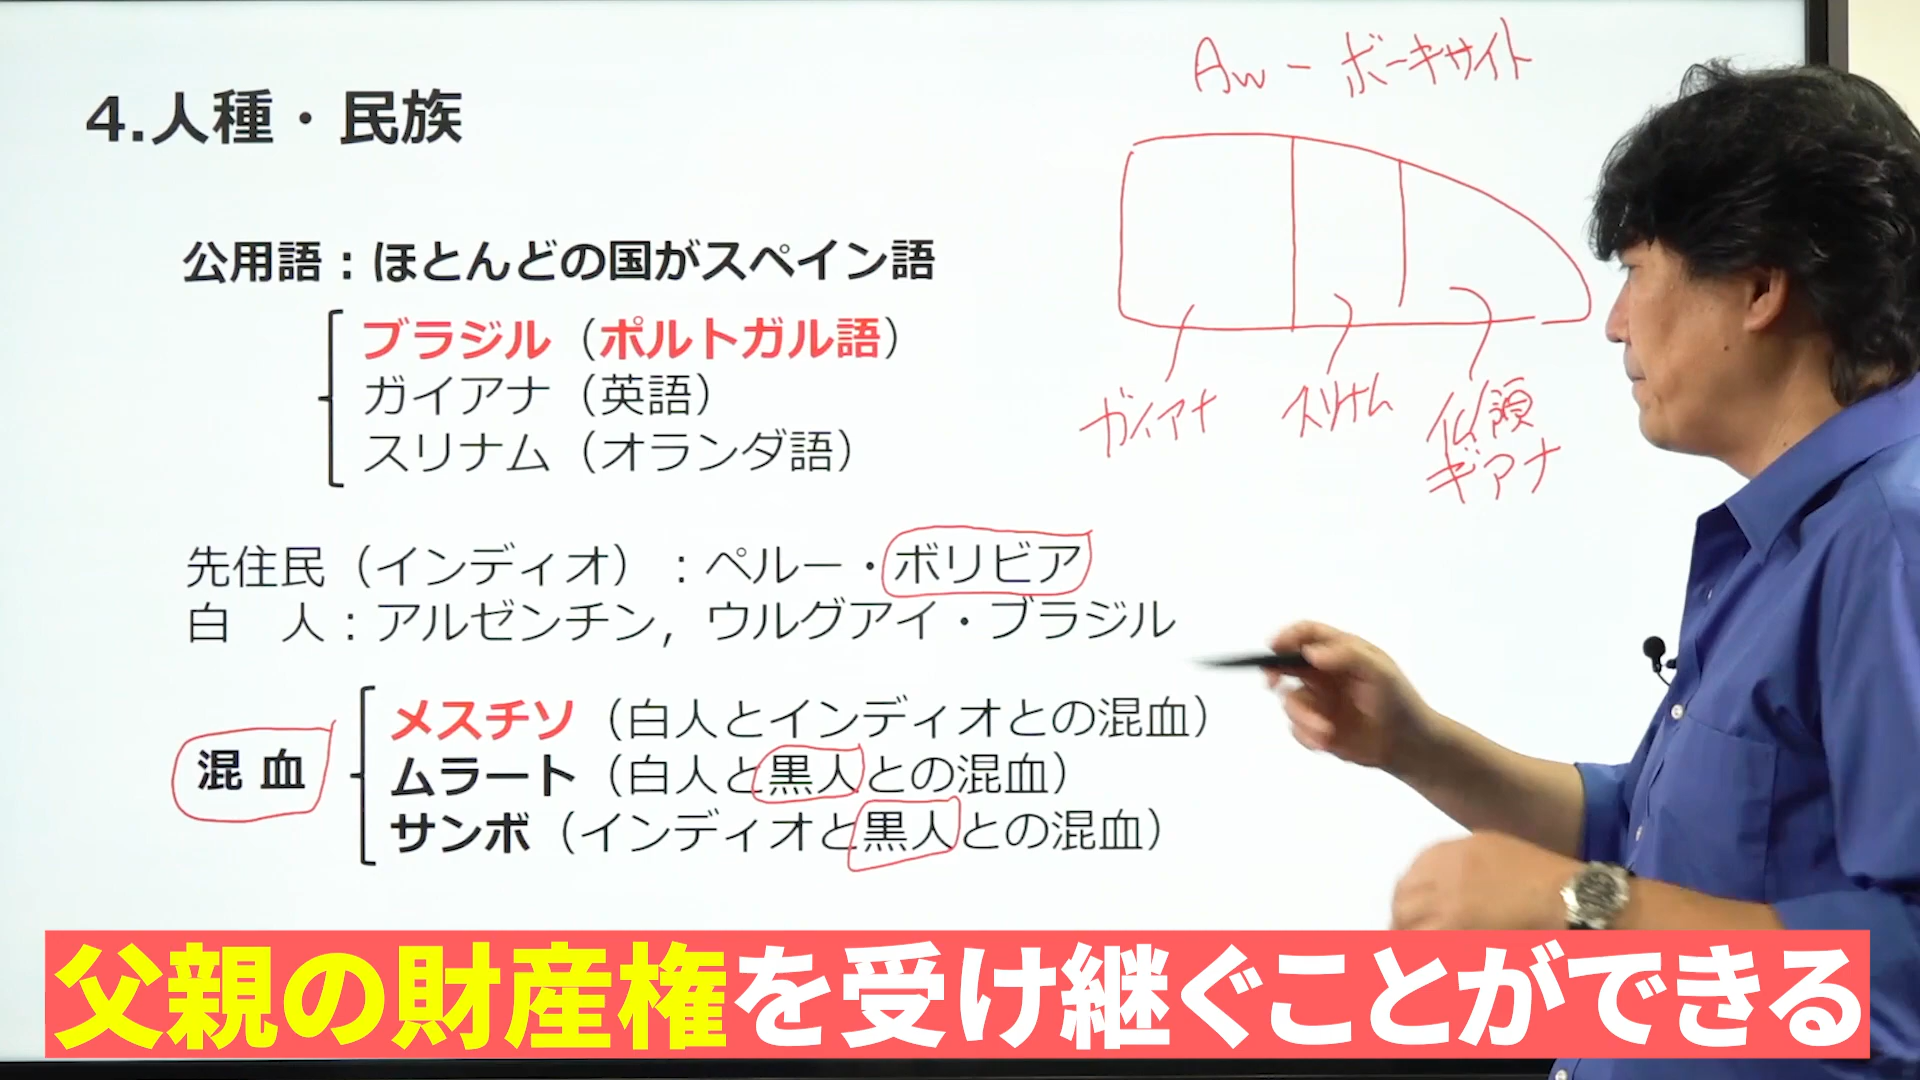 4.人種・民族
公用語：ほとんどの国がスペイン語
ブラジル（ポルトガル語）
ガイアナ（英語）
スリナム（オランダ語）
先住民（インディオ）：ペルー・ボリビア
白　人：アルゼンチン，ウルグアイ・ブラジル
混 血
メスチソ（白人とインディオとの混血）
ムラート（白人と黒人との混血）
サンボ（インディオと黒人との混血）
Aw − ボーキサイト
ガイアナ
スリナム
仏領
ギアナ
父親の財産権を受け継ぐことができる